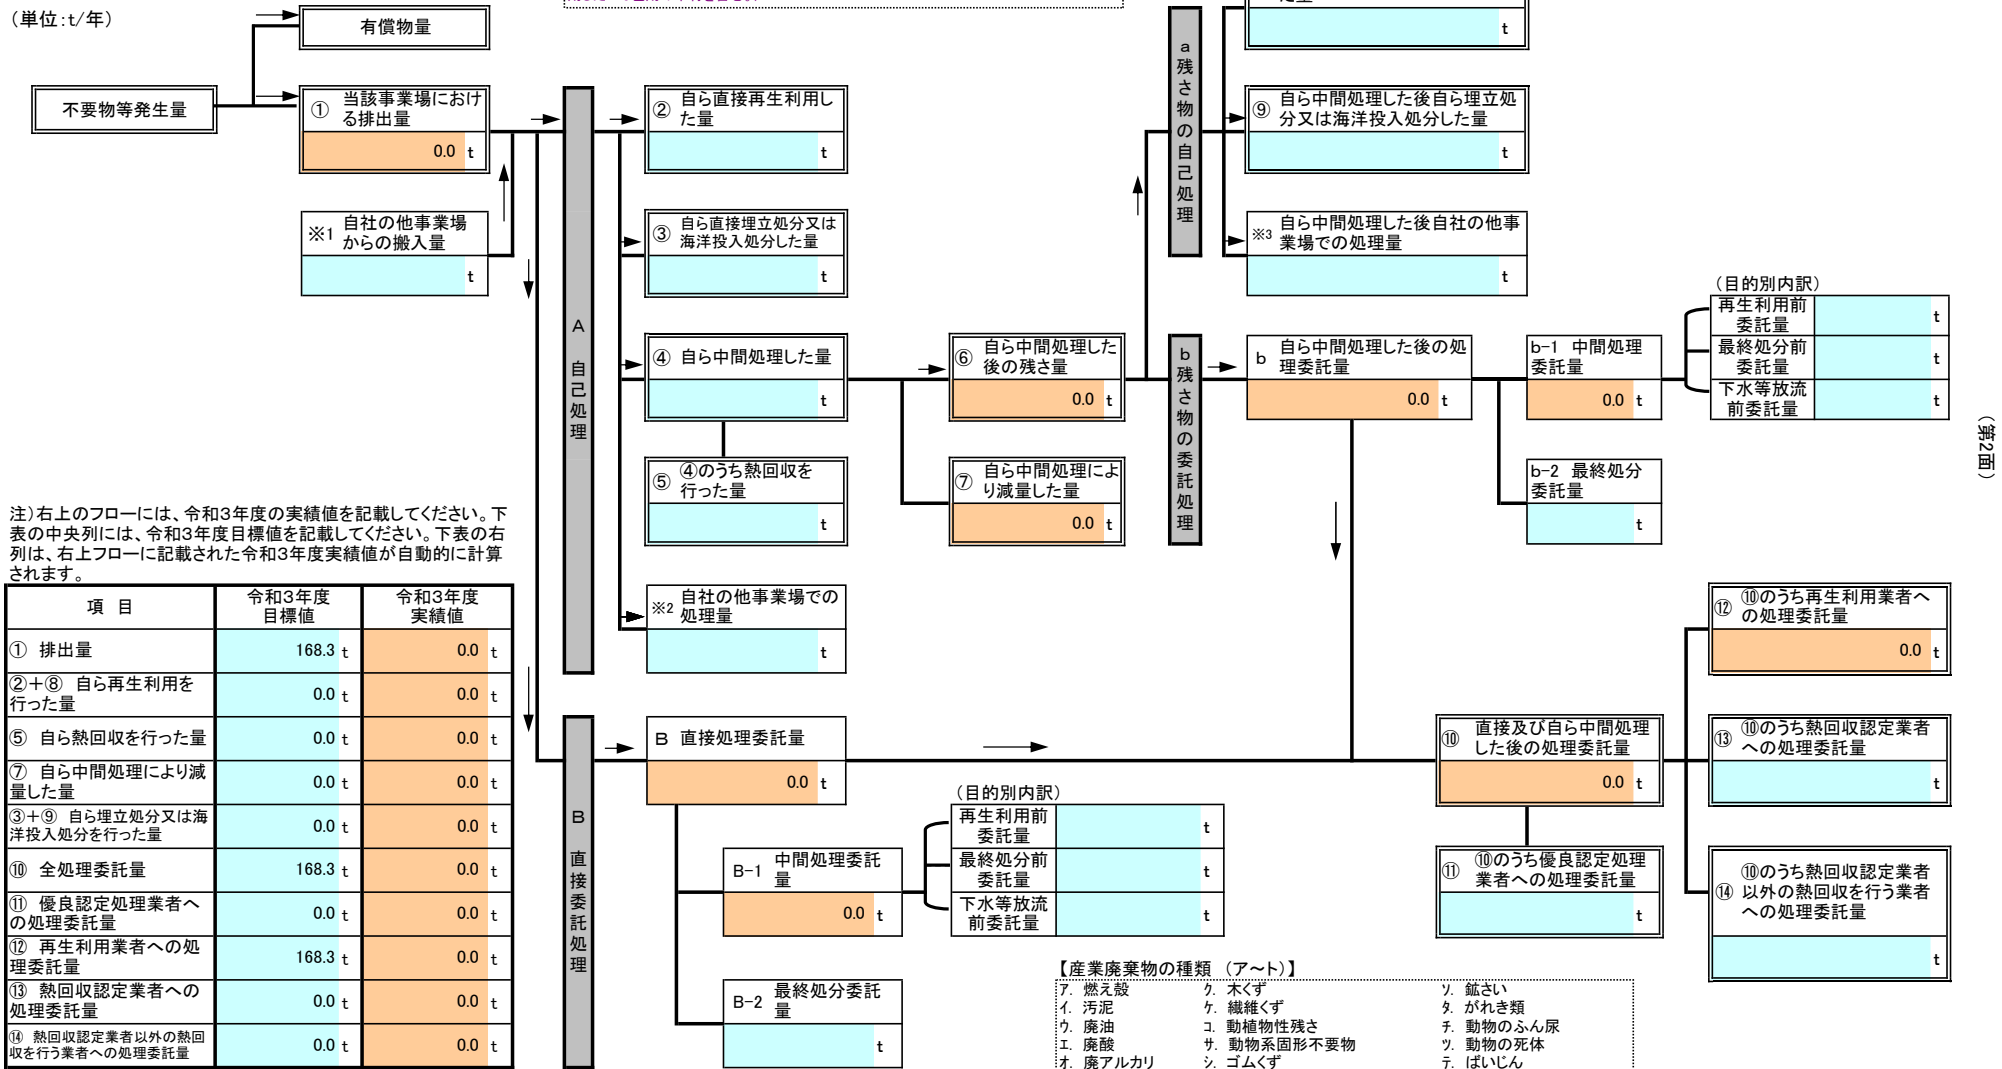 (単位:t/年)
有償物量
不要物等発生量
① 当該事業場におけ
る排出量
0.0 t
※1 自社の他事業場
からの搬入量
t
A 自己処理
② 自ら直接再生利用し
た量
t
③ 自ら直接埋立処分又は
海洋投入処分した量
t
④ 自ら中間処理した量
t
⑤ ④のうち熱回収を
行った量
t
※2 自社の他事業場での
処理量
t
⑥ 自ら中間処理した
後の残さ量
0.0 t
⑦ 自ら中間処理によ
り減量した量
0.0 t
a 残さ物の自己処理
t
⑨ 自ら中間処理した後自ら埋立処
分又は海洋投入処分した量
t
※3 自ら中間処理した後自社の他事
業場での処理量
t
b 残さ物の委託処理
b 自ら中間処理した後の処
理委託量
0.0 t
b-1 中間処理
委託量
0.0 t
b-2 最終処分
委託量
t
(目的別内訳)
再生利用前
委託量
t
最終処分前
委託量
t
下水等放流
前委託量
t
(第2面)
注)右上のフローには、令和3年度の実績値を記載してください。下
表の中央列には、令和3年度目標値を記載してください。下表の右
列は、右上フローに記載された令和3年度実績値が自動的に計算
されます。
項 目 令和3年度 目標値 令和3年度 実績値
① 排出量 168.3 t 0.0 t
②+⑧ 自ら再生利用を
行った量 0.0 t 0.0 t
⑤ 自ら熱回収を行った量 0.0 t 0.0 t
⑦ 自ら中間処理により減
量した量 0.0 t 0.0 t
③+⑨ 自ら埋立処分又は海
洋投入処分を行った量 0.0 t 0.0 t
⑩ 全処理委託量 168.3 t 0.0 t
⑪ 優良認定処理業者へ
の処理委託量 0.0 t 0.0 t
⑫ 再生利用業者への処
理委託量 168.3 t 0.0 t
⑬ 熱回収認定業者への
処理委託量 0.0 t 0.0 t
⑭ 熱回収認定業者以外の熱回
収を行う業者への処理委託量 0.0 t 0.0 t
B 直接委託処理
B 直接処理委託量
0.0 t
B-1 中間処理委託
量
0.0 t
B-2 最終処分委託
量
t
(目的別内訳)
再生利用前
委託量
t
最終処分前
委託量
t
下水等放流
前委託量
t
⑩ 直接及び自ら中間処理
した後の処理委託量
0.0 t
⑪ ⑩のうち優良認定処理
業者への処理委託量
t
⑫ ⑩のうち再生利用業者へ
の処理委託量
0.0 t
⑬ ⑩のうち熱回収認定業者
への処理委託量
t
⑭ ⑩のうち熱回収認定業者
以外の熱回収を行う業者
への処理委託量
t
【産業廃棄物の種類 (ア~ト)】
ア. 燃え殻 ク. 木くず ソ. 鉱さい
イ. 汚泥 ケ. 繊維くず タ. がれき類
ウ. 廃油 コ. 動植物性残さ チ. 動物のふん尿
エ. 廃酸 サ. 動物系固形不要物 ツ. 動物の死体
オ. 廃アルカリ シ. ゴムくず テ. ばいじん